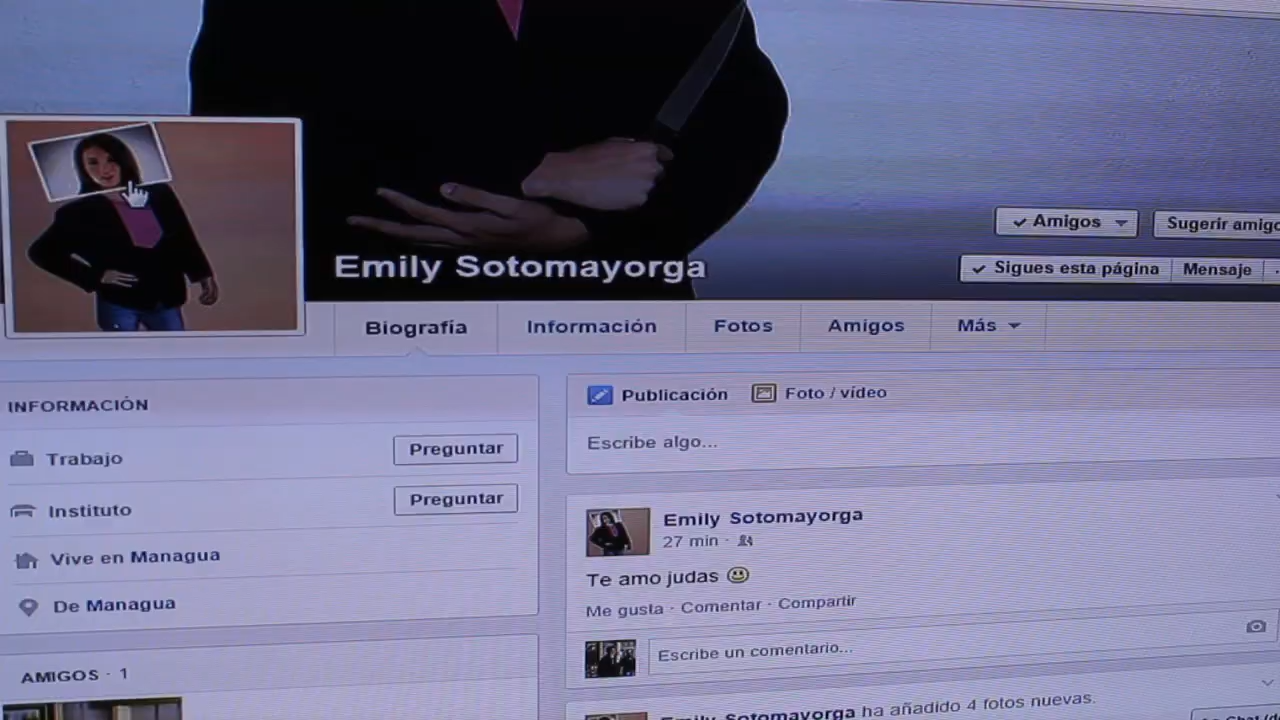 Emily Sotomayorga
Amigos
Sugerir amigo
Sigues esta página
Mensaje
Biografía
Información
Fotos
Amigos
Más
INFORMACIÓN
Trabajo
Preguntar
Instituto
Preguntar
Vive en Managua
De Managua
AMIGOS · 1
Publicación
Foto / vídeo
Escribe algo...
Emily Sotomayorga
27 min ·
Te amo judas
Me gusta · Comentar · Compartir
Escribe un comentario...
Emily Sotomayorga ha añadido 4 fotos nuevas.
Chat